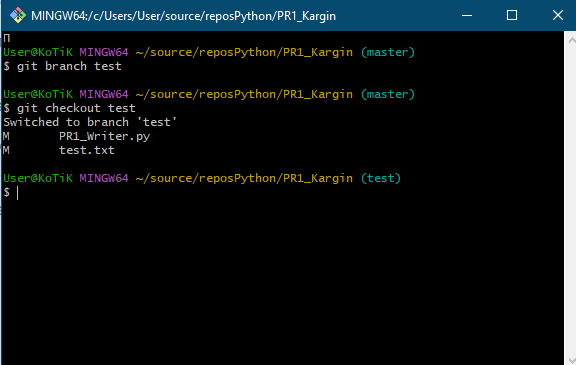 MINGW64:/c/Users/User/source/reposPython/PR1_Kargin
П
User@KoTiK MINGW64 ~/source/reposPython/PR1_Kargin (master)
$ git branch test
User@KoTiK MINGW64 ~/source/reposPython/PR1_Kargin (master)
$ git checkout test
Switched to branch 'test'
M       PR1_Writer.py
M       test.txt
User@KoTiK MINGW64 ~/source/reposPython/PR1_Kargin (test)
$